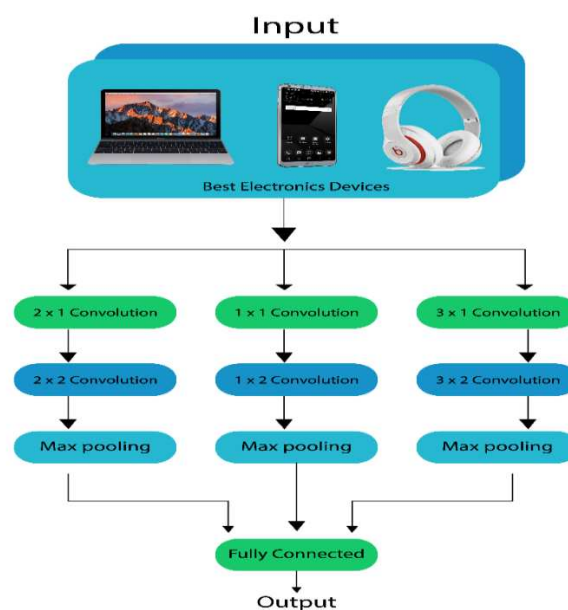 Input
Best Electronics Devices
2 x 1 Convolution
1 x 1 Convolution
3 x 1 Convolution
2 x 2 Convolution
1 x 2 Convolution
3 x 2 Convolution
Max pooling
Max pooling
Max pooling
Fully Connected
Output